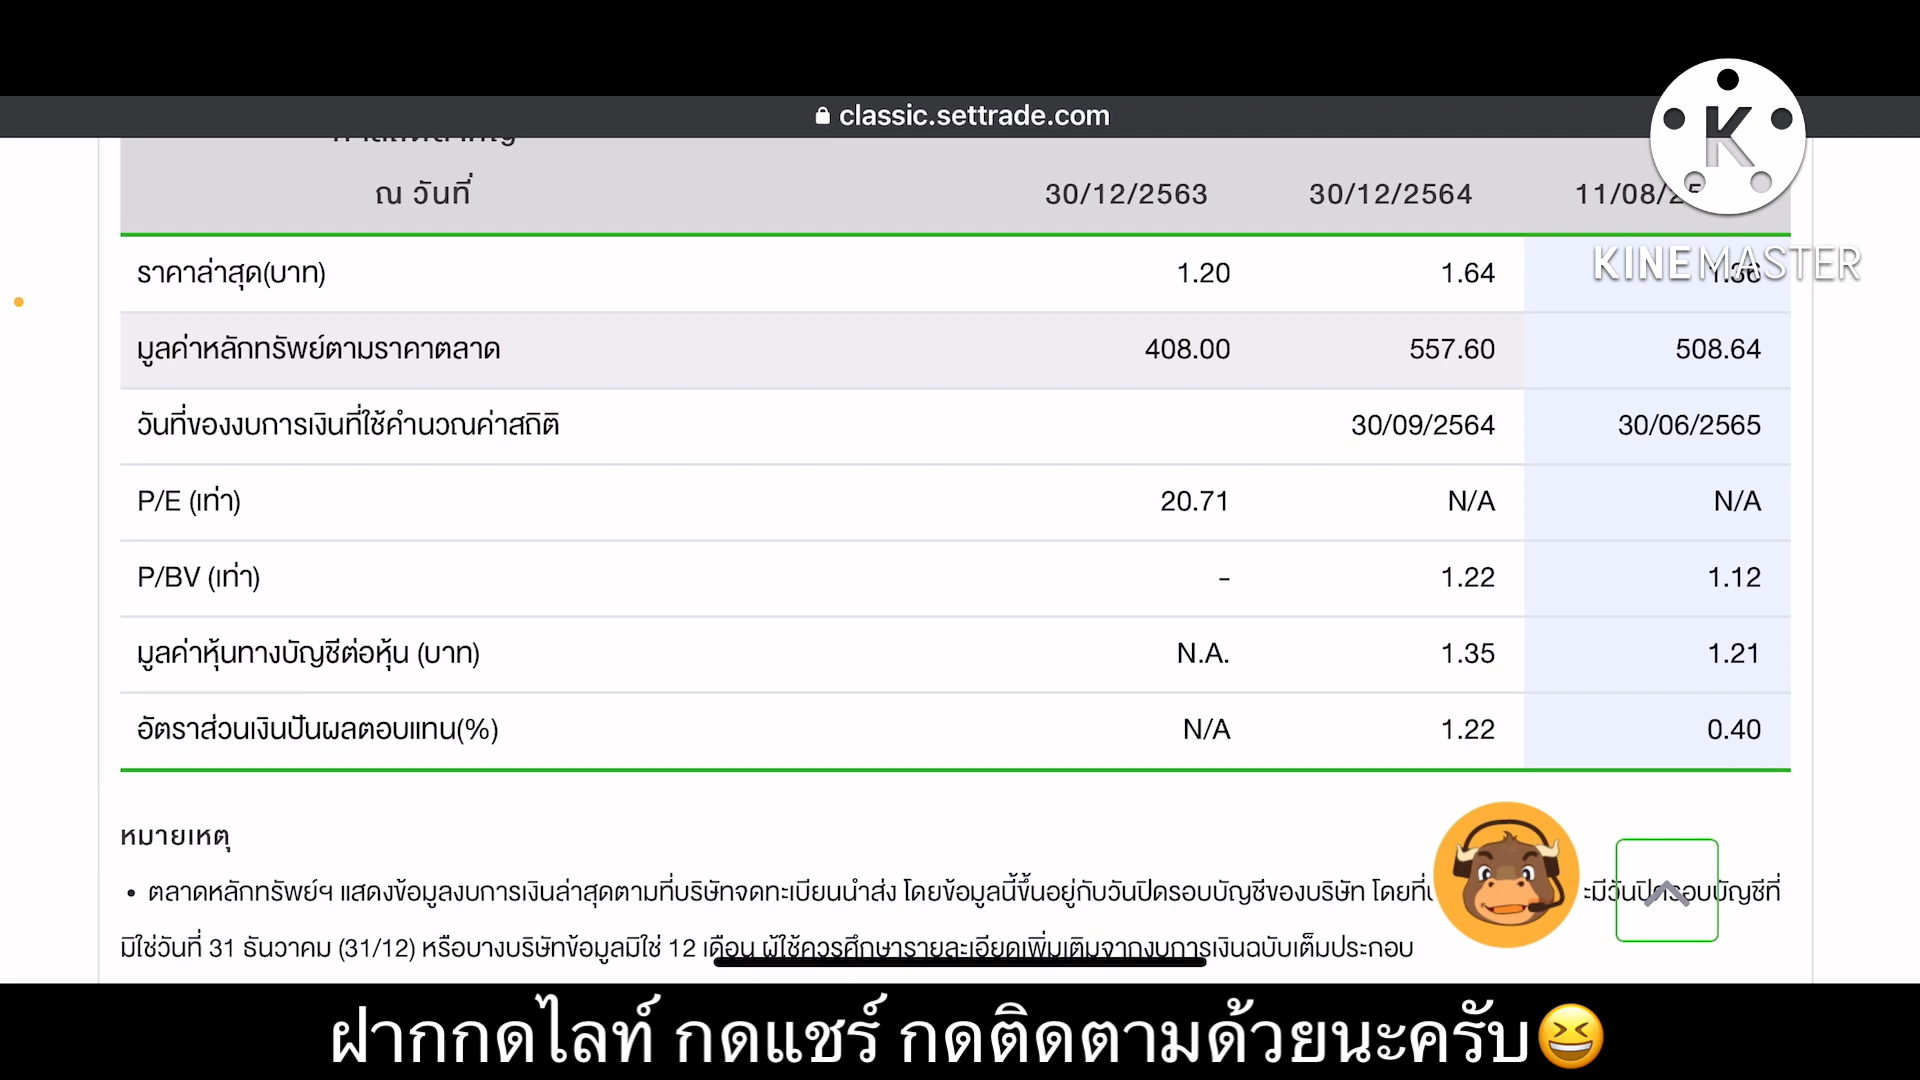 classic.settrade.com
ณ วันที่ 30/12/2563 30/12/2564 11/08/25
K
KINEMASTER
ราคาล่าสุด(บาท) 1.20 1.64 1.36
มูลค่าหลักทรัพย์ตามราคาตลาด 408.00 557.60 508.64
วันที่ของงบการเงินที่ใช้คำนวณค่าสถิติ 30/09/2564 30/06/2565
P/E (เท่า) 20.71 N/A N/A
P/BV (เท่า) - 1.22 1.12
มูลค่าหุ้นทางบัญชีต่อหุ้น (บาท) N.A. 1.35 1.21
อัตราส่วนเงินปันผลตอบแทน(%) N/A 1.22 0.40
หมายเหตุ
• ตลาดหลักทรัพย์ฯ แสดงข้อมูลงบการเงินล่าสุดตามที่บริษัทจดทะเบียนนำส่ง โดยข้อมูลนี้ขึ้นอยู่กับวันปิดรอบบัญชีของบริษัท โดยที่ มีวันปิดรอบบัญชีที่
มิใช่วันที่ 31 ธันวาคม (31/12) หรือบางบริษัทข้อมูลมิใช่ 12 เดือน ผู้ใช้ควรศึกษารายละเอียดเพิ่มเติมจากงบการเงินฉบับเต็มประกอบ
ฝากกดไลท์ กดแชร์ กดติดตามด้วยนะครับ😆